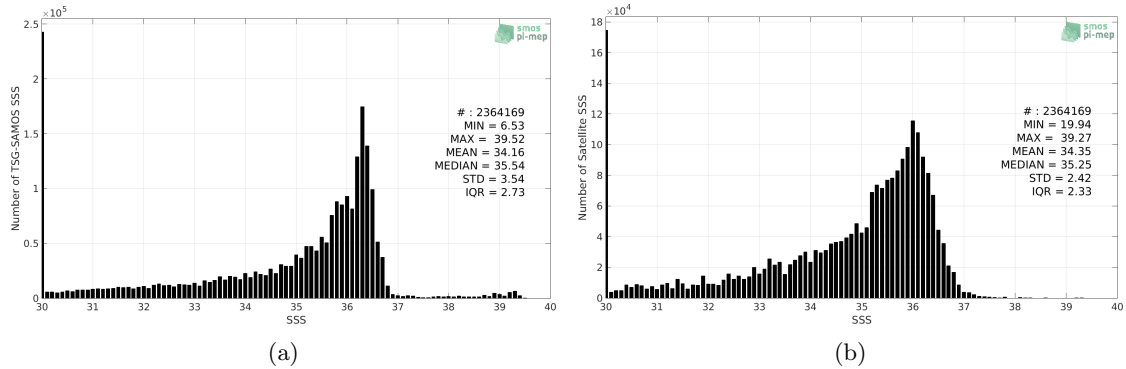 ×10⁵
2.5
2
1.5
1
0.5
0
Number of TSG-SAMOS SSS
smos
pi-mep
# : 2364169
MIN = 6.53
MAX = 39.52
MEAN = 34.16
MEDIAN = 35.54
STD = 3.54
IQR = 2.73
30 31 32 33 34 35 36 37 38 39 40
SSS
(a)
×10⁴
18
16
14
12
10
8
6
4
2
0
Number of Satellite SSS
smos
pi-mep
# : 2364169
MIN = 19.94
MAX = 39.27
MEAN = 34.35
MEDIAN = 35.25
STD = 2.42
IQR = 2.33
30 31 32 33 34 35 36 37 38 39 40
SSS
(b)